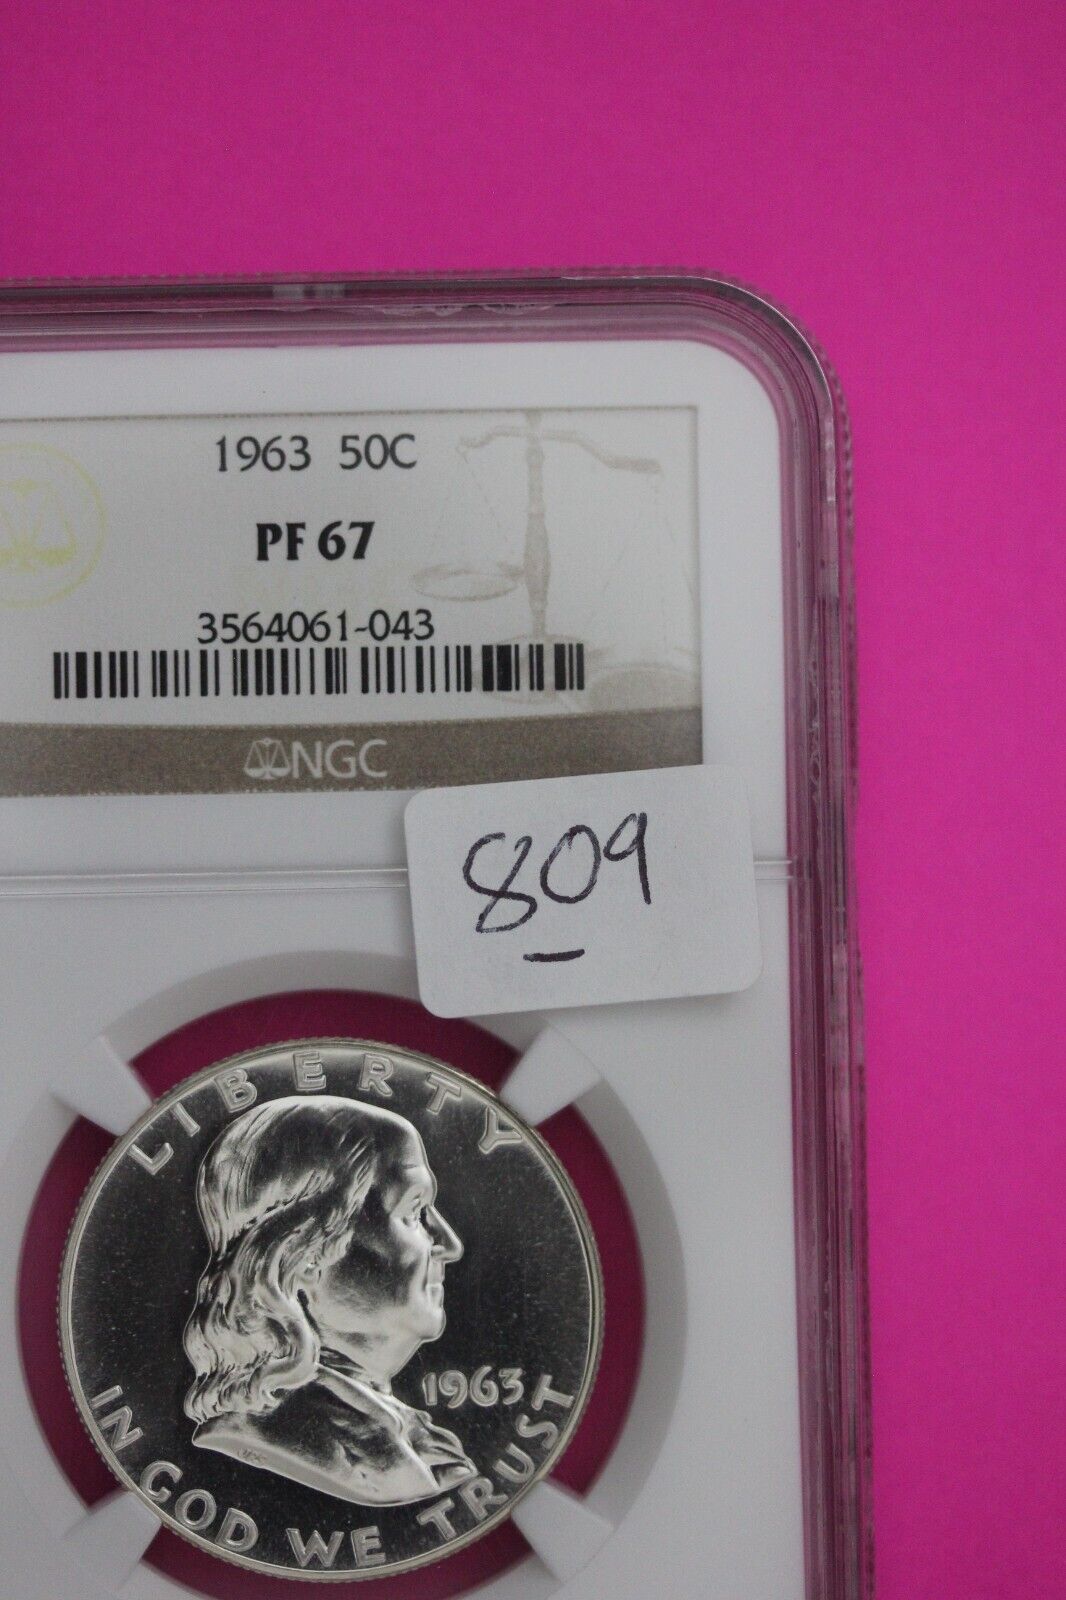 1963 50C
PF 67
3564061-043
NGC
809
LIBERTY
1963
IN GOD WE TRUST